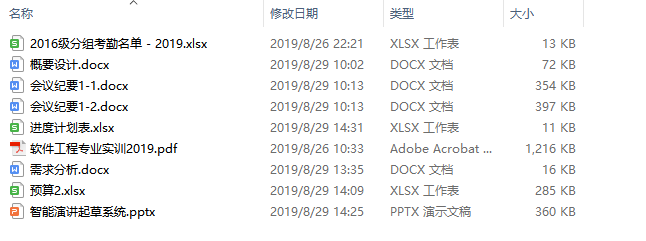 名称 修改日期 类型 大小
2016级分组考勤名单 - 2019.xlsx 2019/8/26 22:21 XLSX 工作表 13 KB
概要设计.docx 2019/8/29 10:02 DOCX 文档 72 KB
会议纪要1-1.docx 2019/8/29 10:13 DOCX 文档 354 KB
会议纪要1-2.docx 2019/8/29 10:13 DOCX 文档 397 KB
进度计划表.xlsx 2019/8/29 14:31 XLSX 工作表 11 KB
软件工程专业实训2019.pdf 2019/8/26 10:33 Adobe Acrobat ... 1,216 KB
需求分析.docx 2019/8/29 13:35 DOCX 文档 16 KB
预算2.xlsx 2019/8/29 14:09 XLSX 工作表 285 KB
智能演讲起草系统.pptx 2019/8/29 14:25 PPTX 演示文稿 360 KB